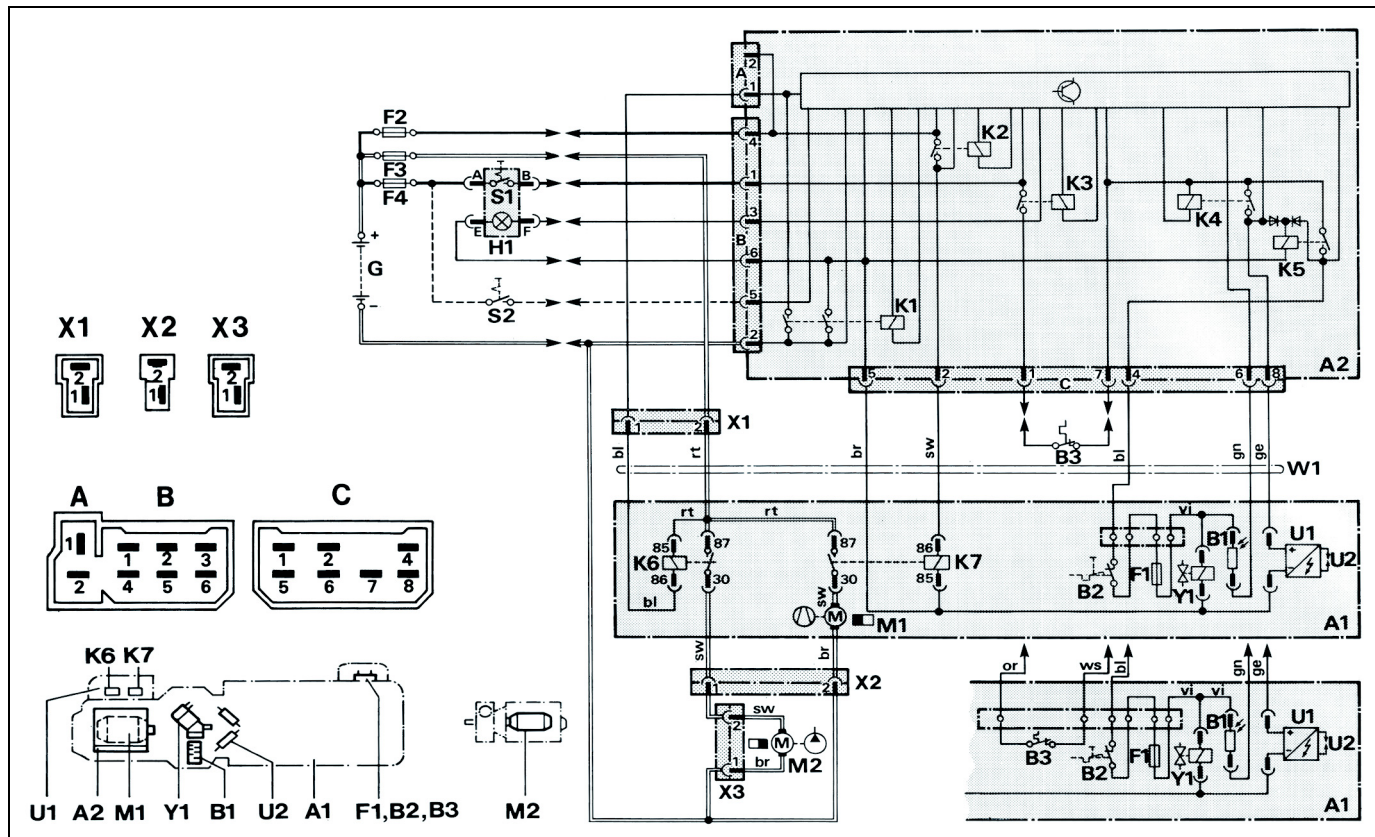 2
A
1
F2
4
K2
F3
A B
1
F4
S1
K3
K4
E F
3
H1
B
+
6
K5
G
5
–
S2
K1
2
A2
5 2 1 7 4 6 8
C
X1 X2 X3
2 2 2
1 1 1
1 2 X1
B3
bl rt br sw bl gn ge
W1
rt rt vi
85 87 87 86
B1 U1
K6 K7
+
–
U2
86 30 30 85
B2 F1 Y1
bl sw
M M1
A1
A B C
1
1 2 3 1 2 4
2 4 5 6 5 6 7 8
sw br
or ws bl gn ge
1 2 X2
K6 K7
vi vi
sw
2
B1 U1
+
–
U2
M
M2
B3
B2 F1 Y1
br
1
X3
A1
U1 A2 M1 Y1 B1 U2 A1 F1,B2,B3 M2